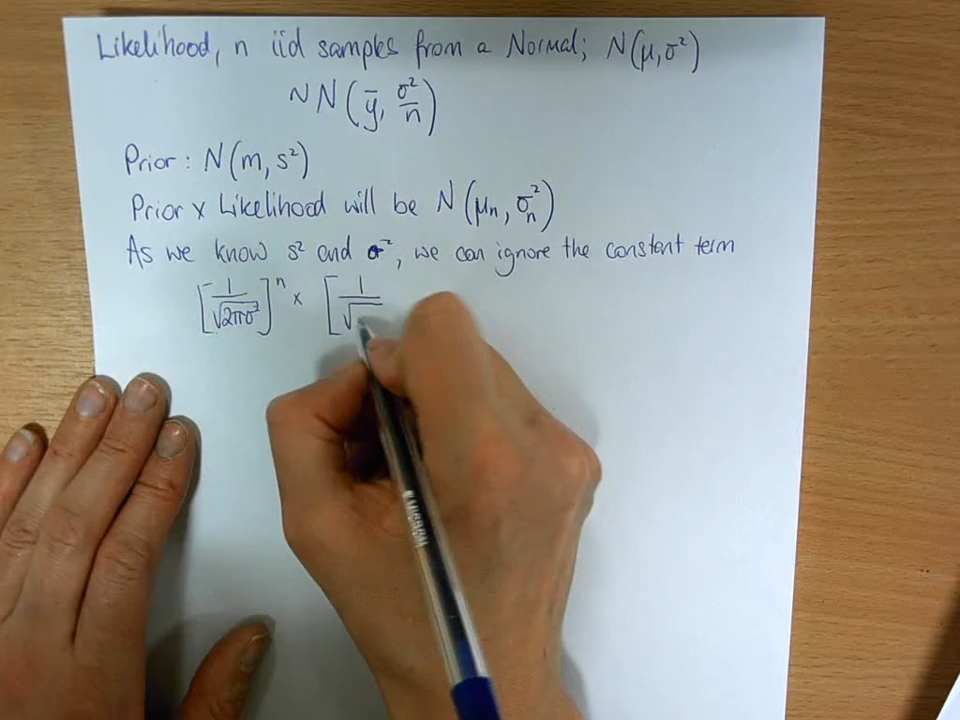 Likelihood, n iid samples from a Normal; N(μ, σ²)
~ N(ȳ, σ²/n)
Prior: N(m, s²)
Prior x Likelihood will be N(μₙ, σₙ²)
As we know s² and σ², we can ignore the constant term
[1/√2πσ²]ⁿ x [1/√